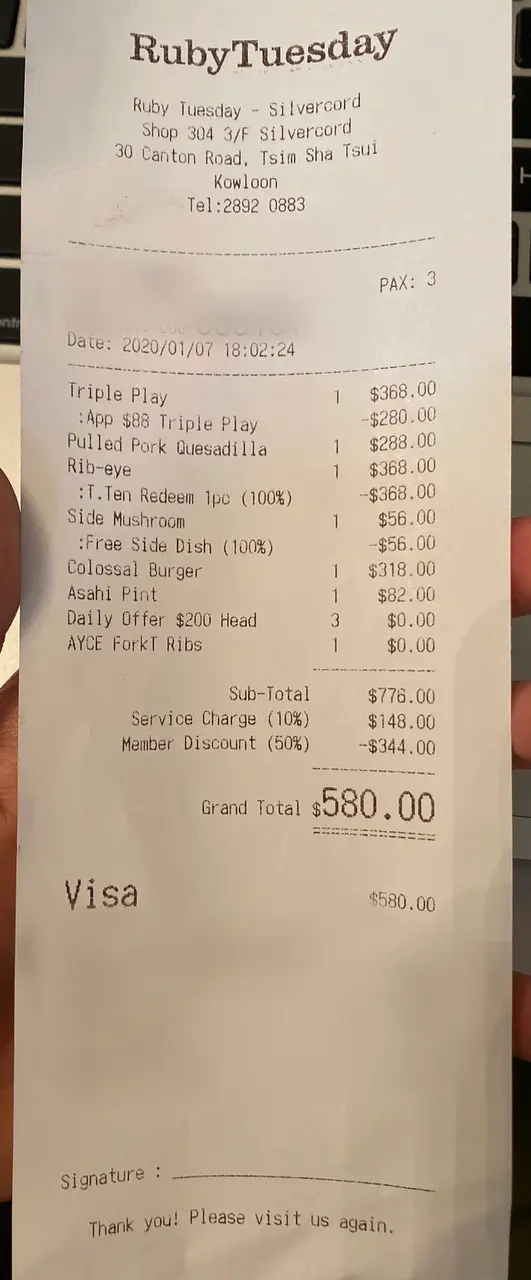 RubyTuesday
Ruby Tuesday - Silvercord
Shop 304 3/F Silvercord
30 Canton Road, Tsim Sha Tsui
Kowloon
Tel:2892 0883
PAX: 3
Date: 2020/01/07 18:02:24
Triple Play 1 $368.00
:App $88 Triple Play -$280.00
Pulled Pork Quesadilla 1 $288.00
Rib-eye 1 $368.00
:T.Ten Redeem 1pc (100%) -$368.00
Side Mushroom 1 $56.00
:Free Side Dish (100%) -$56.00
Colossal Burger 1 $318.00
Asahi Pint 1 $82.00
Daily Offer $200 Head 3 $0.00
AYCE ForkT Ribs 1 $0.00
Sub-Total $776.00
Service Charge (10%) $148.00
Member Discount (50%) -$344.00
Grand Total $580.00
Visa $580.00
Signature :
Thank you! Please visit us again.